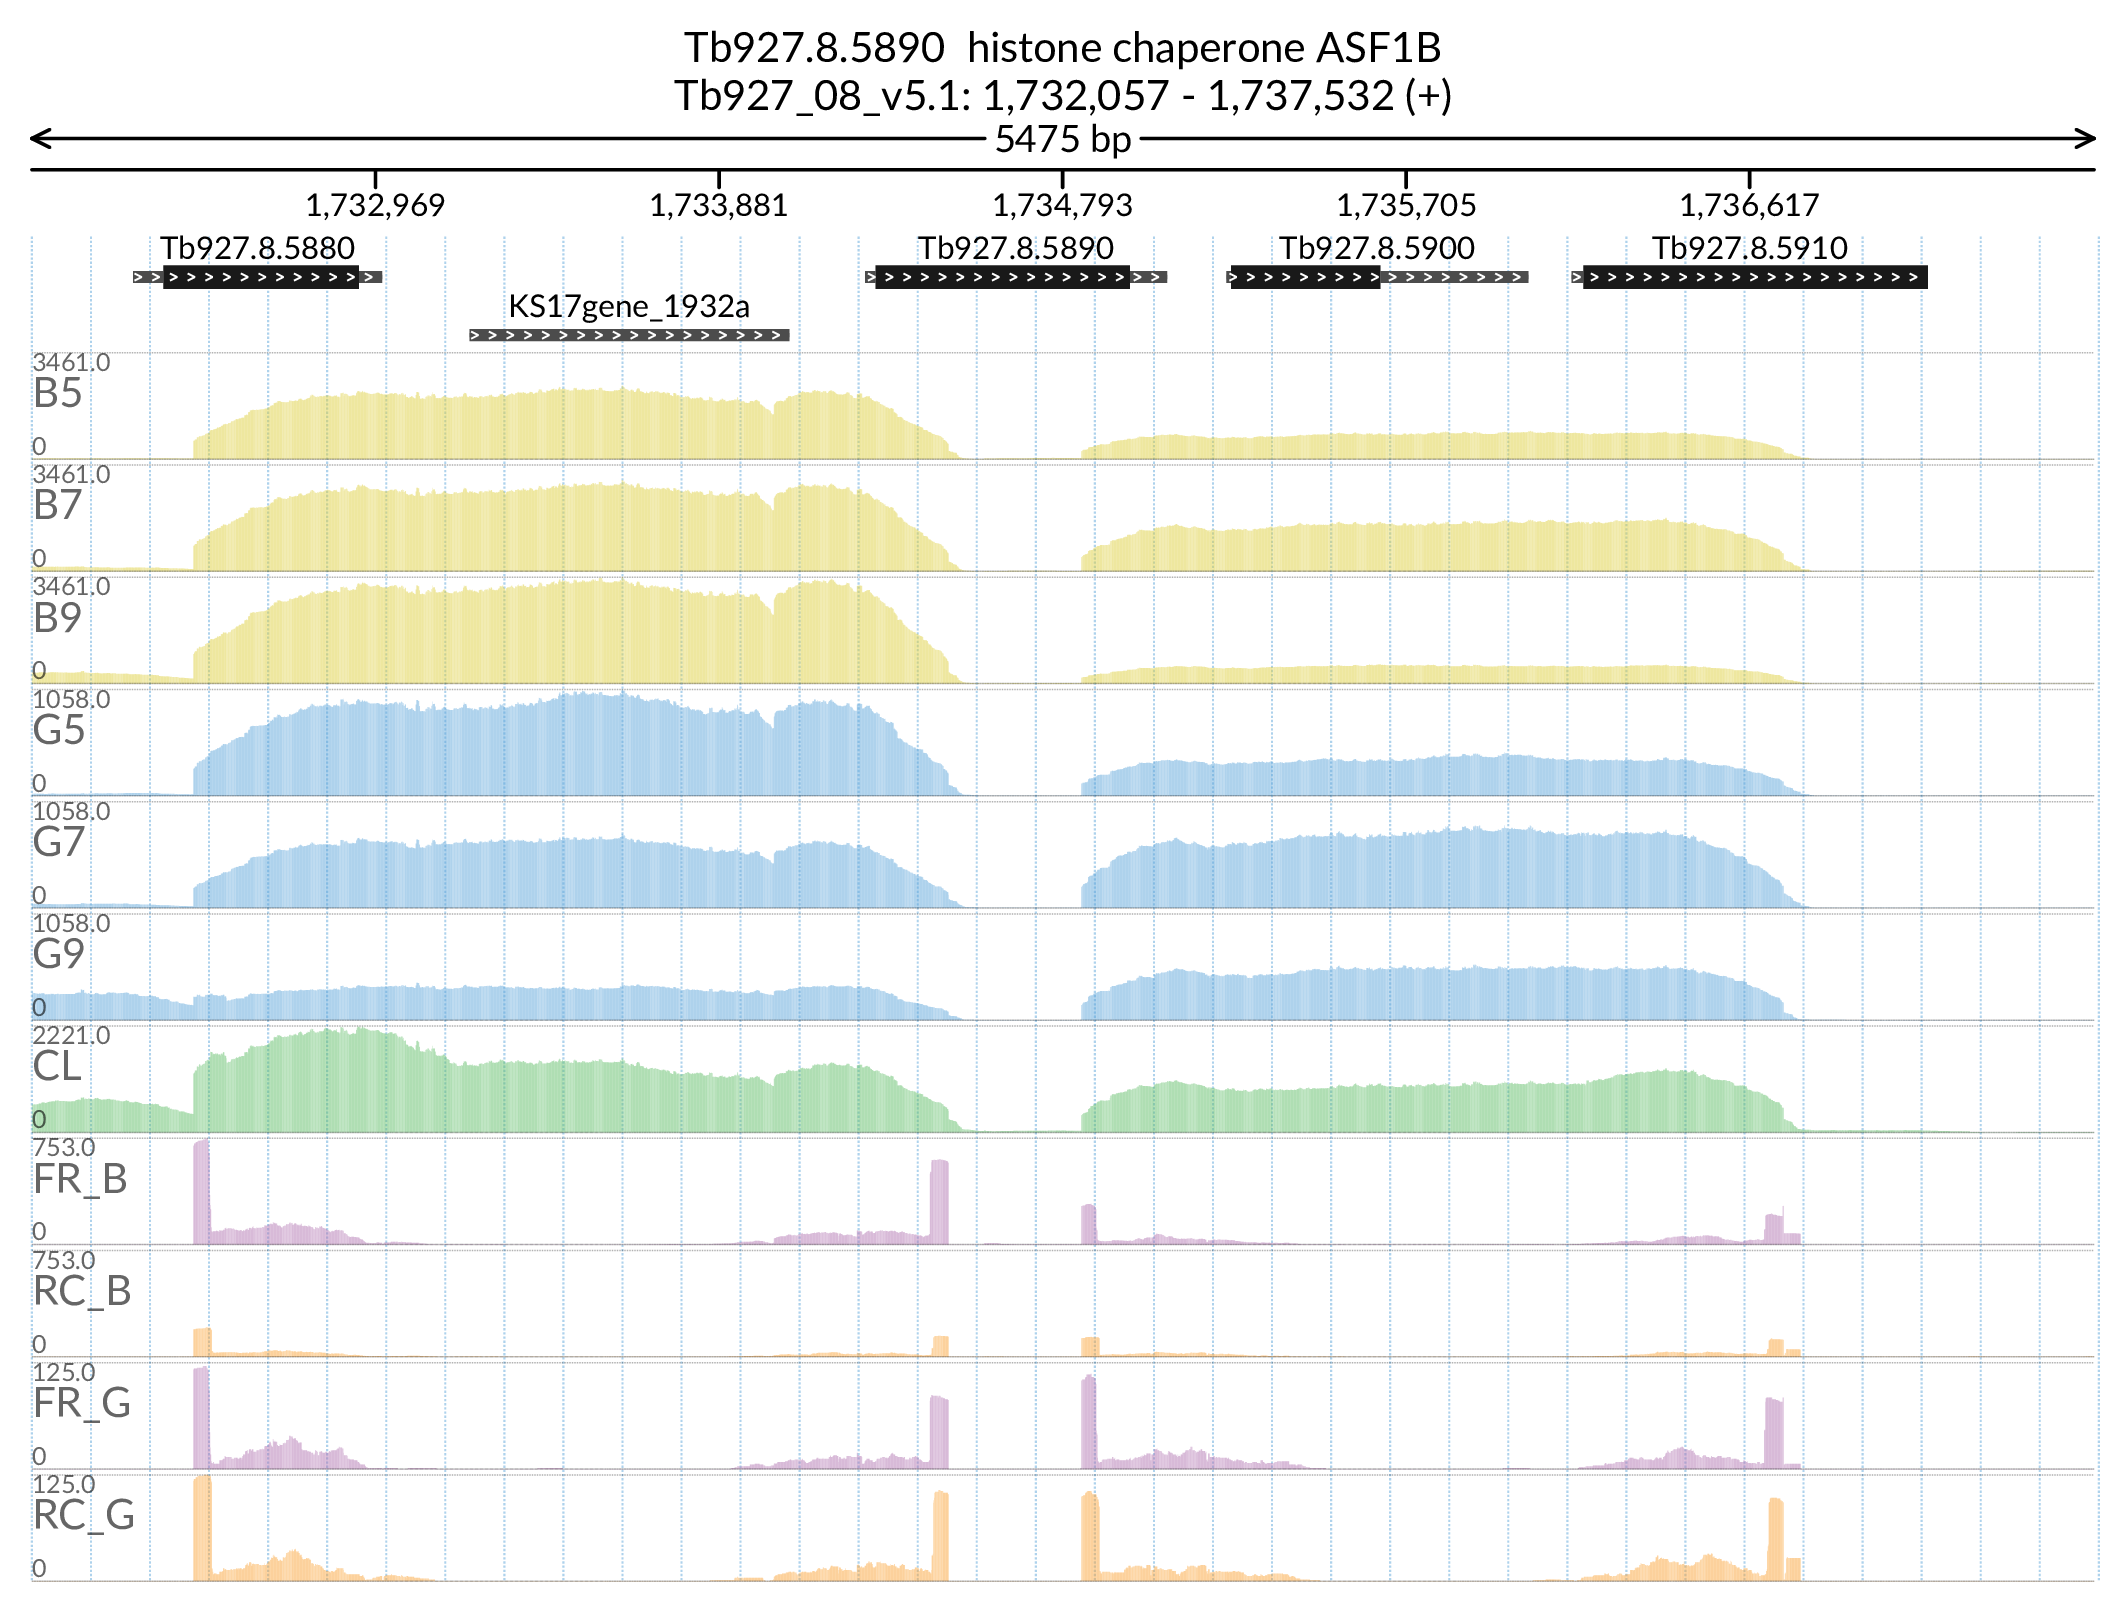 Tb927.8.5890 histone chaperone ASF1B
Tb927_08_v5.1: 1,732,057 - 1,737,532 (+)
5475 bp
1,732,969 1,733,881 1,734,793 1,735,705 1,736,617
Tb927.8.5880 Tb927.8.5890 Tb927.8.5900 Tb927.8.5910
KS17gene_1932a
3461.0
B5
0
3461.0
B7
0
3461.0
B9
0
1058.0
G5
0
1058.0
G7
0
1058.0
G9
0
2221.0
CL
0
753.0
FR_B
0
753.0
RC_B
0
125.0
FR_G
0
125.0
RC_G
0